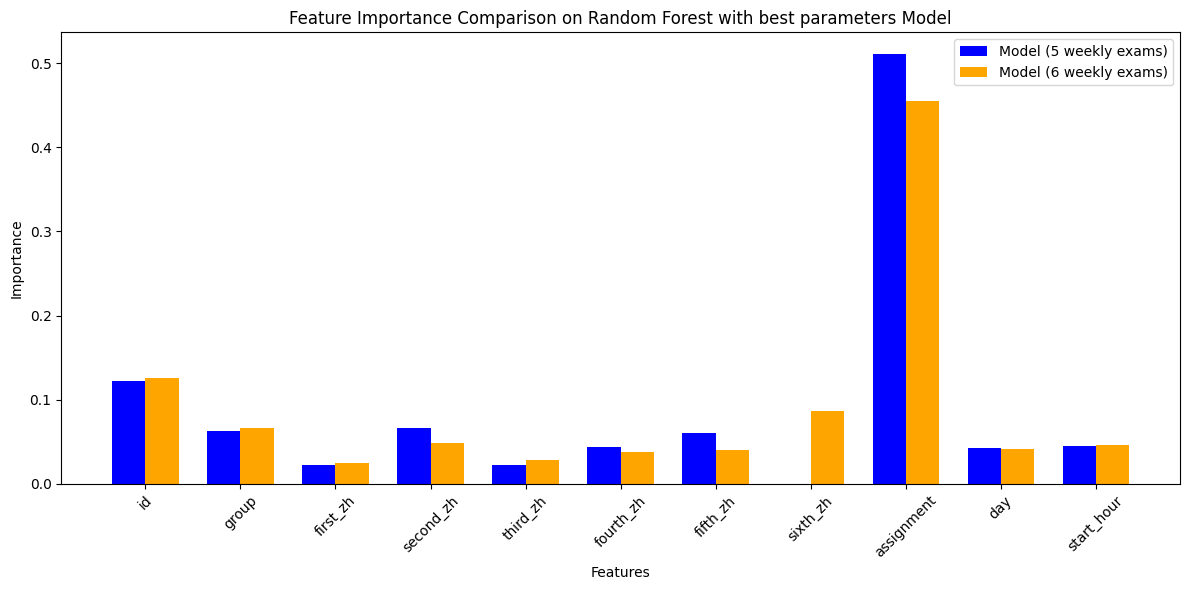 Feature Importance Comparison on Random Forest with best parameters Model
Model (5 weekly exams)
Model (6 weekly exams)
Importance
0.5
0.4
0.3
0.2
0.1
0.0
id
group
first_zh
second_zh
third_zh
fourth_zh
fifth_zh
sixth_zh
assignment
day
start_hour
Features